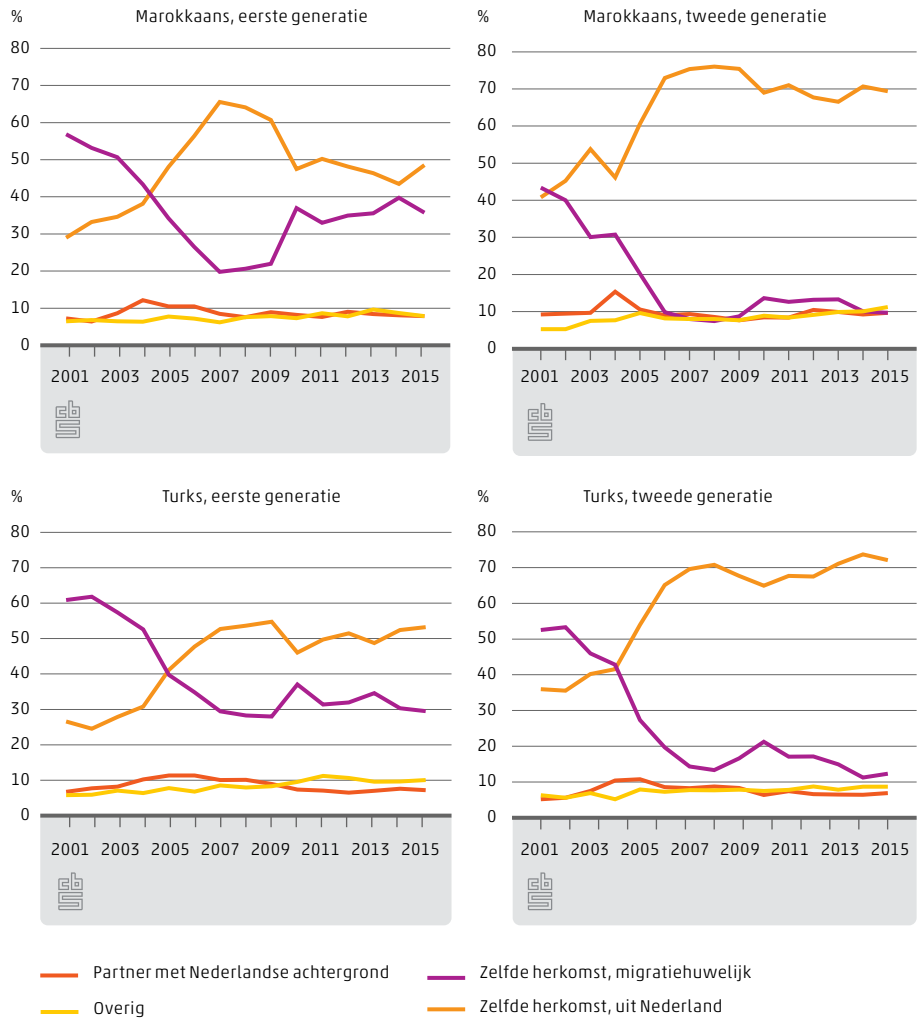 % Marokkaans, eerste generatie
80
70
60
50
40
30
20
10
0
2001 2003 2005 2007 2009 2011 2013 2015
cbs
% Marokkaans, tweede generatie
80
70
60
50
40
30
20
10
0
2001 2003 2005 2007 2009 2011 2013 2015
cbs
% Turks, eerste generatie
80
70
60
50
40
30
20
10
0
2001 2003 2005 2007 2009 2011 2013 2015
cbs
% Turks, tweede generatie
80
70
60
50
40
30
20
10
0
2001 2003 2005 2007 2009 2011 2013 2015
cbs
Partner met Nederlandse achtergrond
Overig
Zelfde herkomst, migratiehuwelijk
Zelfde herkomst, uit Nederland